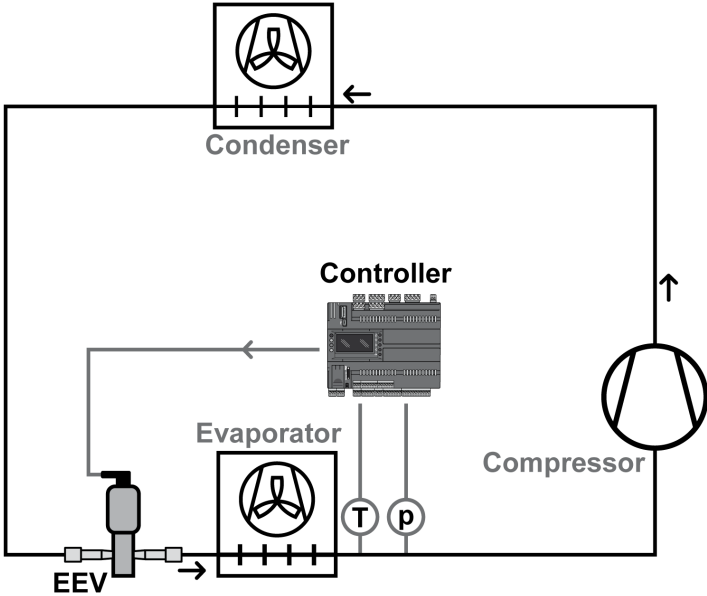 Condenser
Controller
Evaporator
Compressor
T
p
EEV